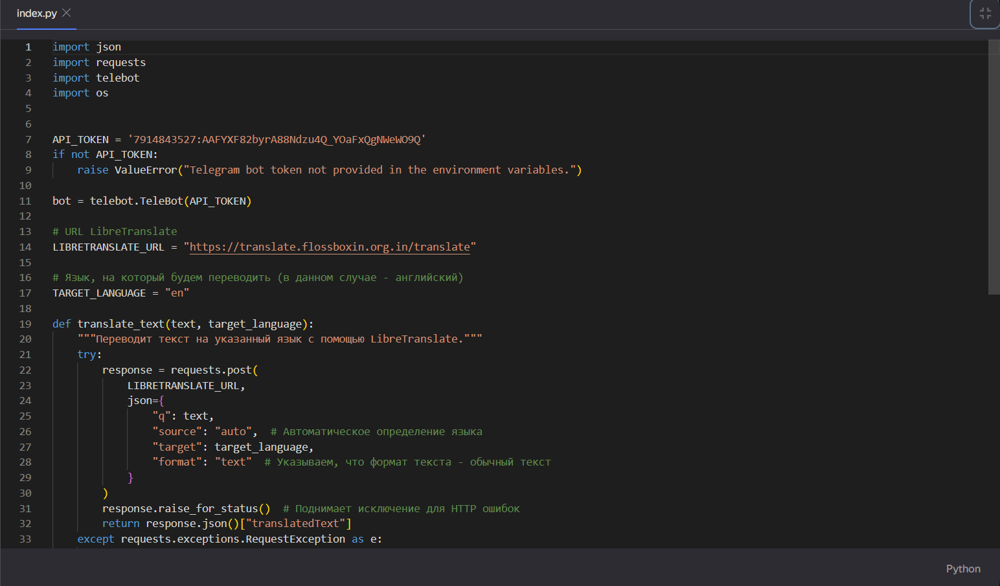 index.py
1 import json
2 import requests
3 import telebot
4 import os
5
6
7 API_TOKEN = '7914843527:AAFYXF82byrA88Ndzu4Q_YOaFxQgNWeWO9Q'
8 if not API_TOKEN:
9     raise ValueError("Telegram bot token not provided in the environment variables.")
10
11 bot = telebot.TeleBot(API_TOKEN)
12
13 # URL LibreTranslate
14 LIBRETRANSLATE_URL = "https://translate.flossboxin.org.in/translate"
15
16 # Язык, на который будем переводить (в данном случае - английский)
17 TARGET_LANGUAGE = "en"
18
19 def translate_text(text, target_language):
20     """Переводит текст на указанный язык с помощью LibreTranslate."""
21     try:
22         response = requests.post(
23             LIBRETRANSLATE_URL,
24             json={
25                 "q": text,
26                 "source": "auto",  # Автоматическое определение языка
27                 "target": target_language,
28                 "format": "text"  # Указываем, что формат текста - обычный текст
29             }
30         )
31         response.raise_for_status()  # Поднимает исключение для HTTP ошибок
32         return response.json()["translatedText"]
33     except requests.exceptions.RequestException as e:
Python